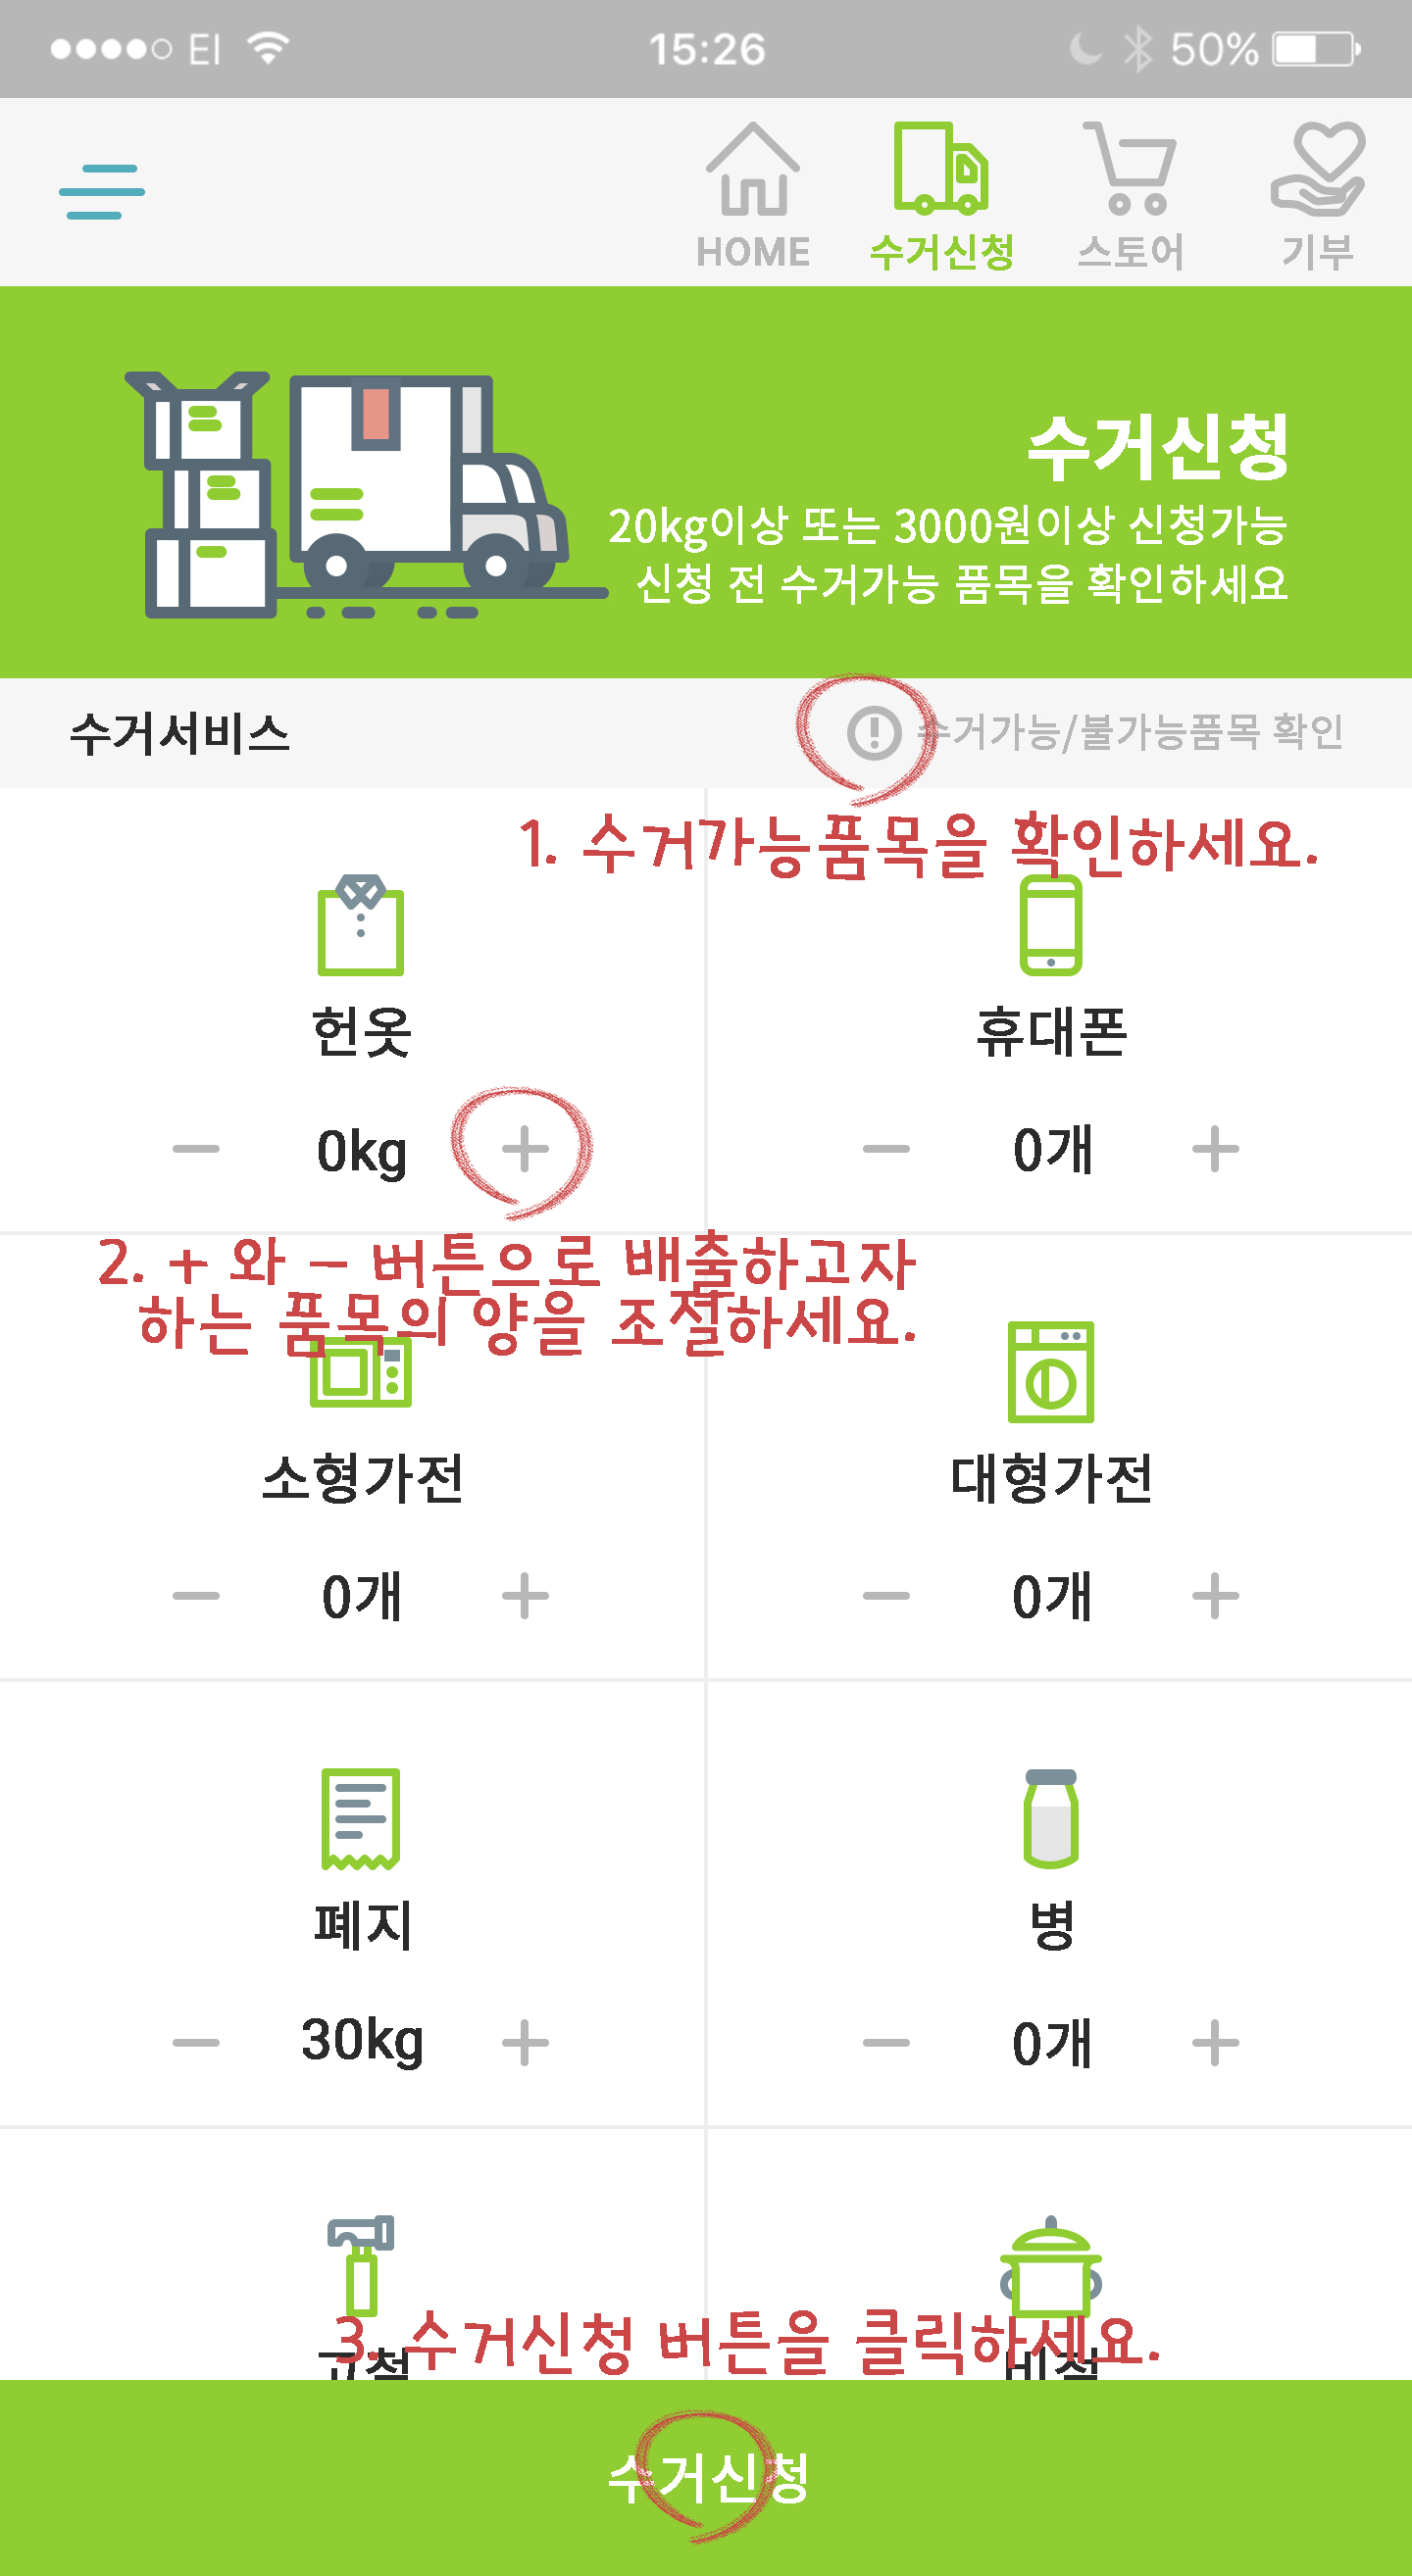 EI 15:26 50%
HOME 수거신청 스토어 기부
수거신청
20kg이상 또는 3000원이상 신청가능
신청 전 수거가능 품목을 확인하세요
수거서비스 수거가능/불가능품목 확인
1. 수거가능품목을 확인하세요.
헌옷 휴대폰
− 0kg + − 0개 +
2. + 와 − 버튼으로 배출하고자
하는 품목의 양을 조절하세요.
소형가전 대형가전
− 0개 + − 0개 +
폐지 병
− 30kg + − 0개 +
3. 수거신청 버튼을 클릭하세요.
수거신청